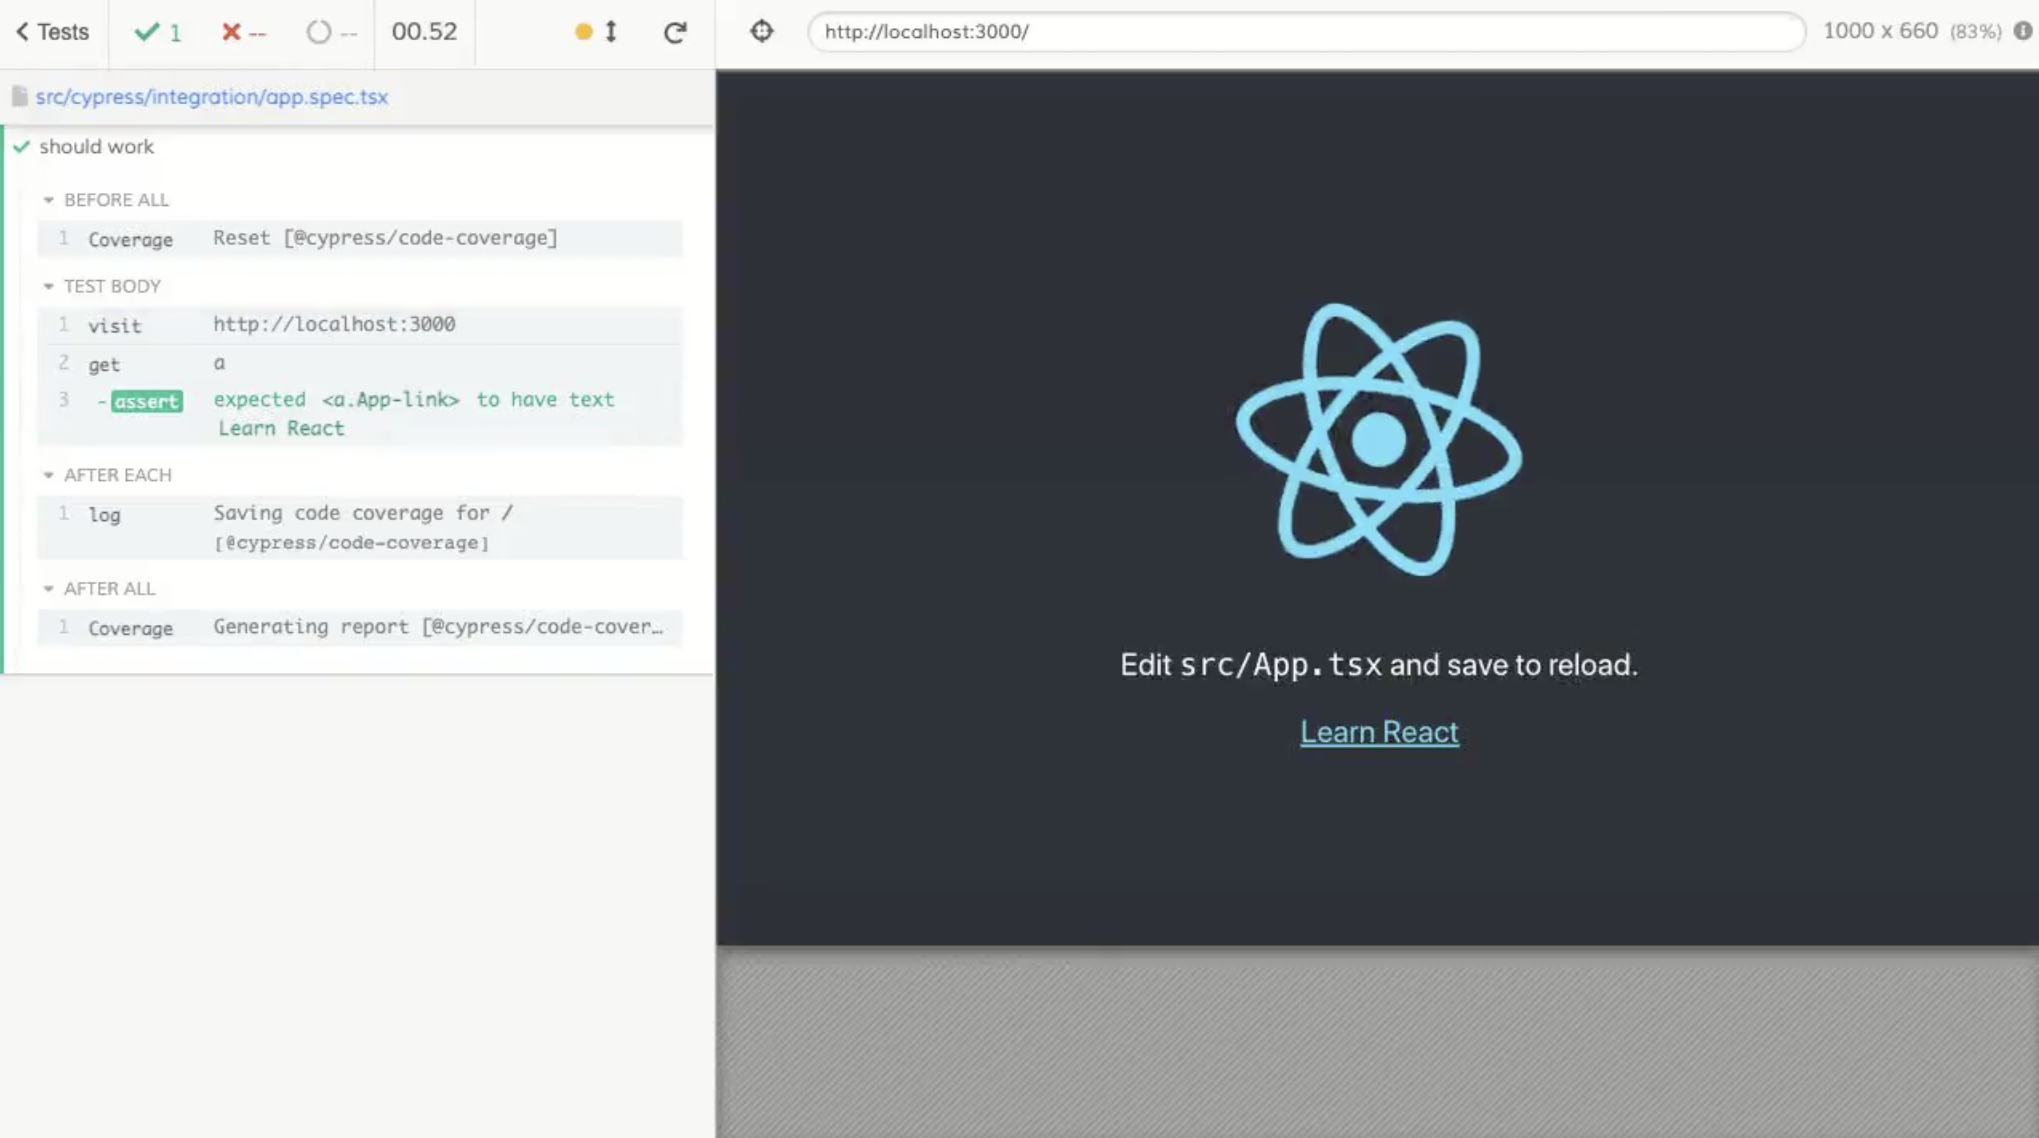 Tests
1
--
--
00.52
http://localhost:3000/
1000 x 660 (83%)
src/cypress/integration/app.spec.tsx
should work
BEFORE ALL
1 Coverage Reset [@cypress/code-coverage]
TEST BODY
1 visit http://localhost:3000
2 get a
3 -assert expected <a.App-link> to have text
Learn React
AFTER EACH
1 log Saving code coverage for /
[@cypress/code-coverage]
AFTER ALL
1 Coverage Generating report [@cypress/code-cover…
Edit src/App.tsx and save to reload.
Learn React